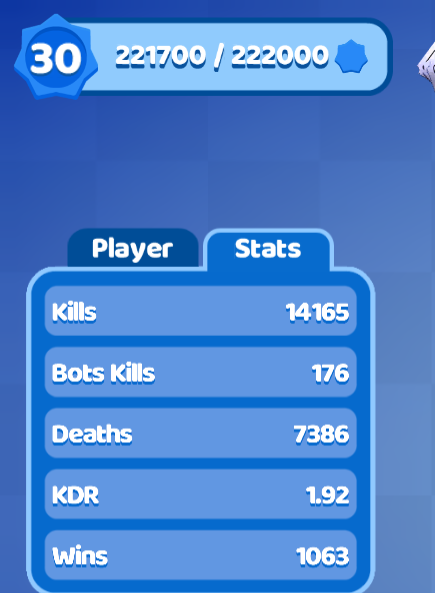 30 221700 / 222000
Player Stats
Kills 14165
Bots Kills 176
Deaths 7386
KDR 1.92
Wins 1063